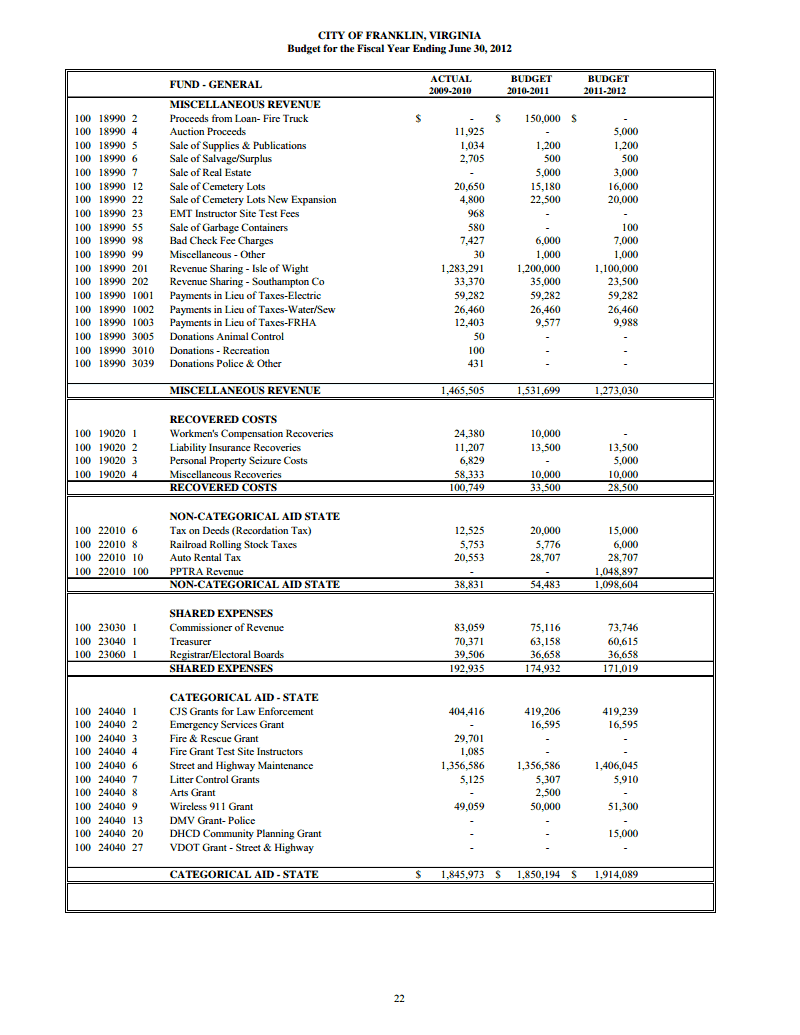 CITY OF FRANKLIN, VIRGINIA
Budget for the Fiscal Year Ending June 30, 2012
FUND - GENERAL ACTUAL 2009-2010 BUDGET 2010-2011 BUDGET 2011-2012
MISCELLANEOUS REVENUE
100 18990 2 Proceeds from Loan- Fire Truck $ - $ 150,000 $ -
100 18990 4 Auction Proceeds 11,925 - 5,000
100 18990 5 Sale of Supplies & Publications 1,034 1,200 1,200
100 18990 6 Sale of Salvage/Surplus 2,705 500 500
100 18990 7 Sale of Real Estate - 5,000 3,000
100 18990 12 Sale of Cemetery Lots 20,650 15,180 16,000
100 18990 22 Sale of Cemetery Lots New Expansion 4,800 22,500 20,000
100 18990 23 EMT Instructor Site Test Fees 968 - -
100 18990 55 Sale of Garbage Containers 580 - 100
100 18990 98 Bad Check Fee Charges 7,427 6,000 7,000
100 18990 99 Miscellaneous - Other 30 1,000 1,000
100 18990 201 Revenue Sharing - Isle of Wight 1,283,291 1,200,000 1,100,000
100 18990 202 Revenue Sharing - Southampton Co 33,370 35,000 23,500
100 18990 1001 Payments in Lieu of Taxes-Electric 59,282 59,282 59,282
100 18990 1002 Payments in Lieu of Taxes-Water/Sew 26,460 26,460 26,460
100 18990 1003 Payments in Lieu of Taxes-FRHA 12,403 9,577 9,988
100 18990 3005 Donations Animal Control 50 - -
100 18990 3010 Donations - Recreation 100 - -
100 18990 3039 Donations Police & Other 431 - -
MISCELLANEOUS REVENUE 1,465,505 1,531,699 1,273,030
RECOVERED COSTS
100 19020 1 Workmen's Compensation Recoveries 24,380 10,000 -
100 19020 2 Liability Insurance Recoveries 11,207 13,500 13,500
100 19020 3 Personal Property Seizure Costs 6,829 - 5,000
100 19020 4 Miscellaneous Recoveries 58,333 10,000 10,000
RECOVERED COSTS 100,749 33,500 28,500
NON-CATEGORICAL AID STATE
100 22010 6 Tax on Deeds (Recordation Tax) 12,525 20,000 15,000
100 22010 8 Railroad Rolling Stock Taxes 5,753 5,776 6,000
100 22010 10 Auto Rental Tax 20,553 28,707 28,707
100 22010 100 PPTRA Revenue - - 1,048,897
NON-CATEGORICAL AID STATE 38,831 54,483 1,098,604
SHARED EXPENSES
100 23030 1 Commissioner of Revenue 83,059 75,116 73,746
100 23040 1 Treasurer 70,371 63,158 60,615
100 23060 1 Registrar/Electoral Boards 39,506 36,658 36,658
SHARED EXPENSES 192,935 174,932 171,019
CATEGORICAL AID - STATE
100 24040 1 CJS Grants for Law Enforcement 404,416 419,206 419,239
100 24040 2 Emergency Services Grant - 16,595 16,595
100 24040 3 Fire & Rescue Grant 29,701 - -
100 24040 4 Fire Grant Test Site Instructors 1,085 - -
100 24040 6 Street and Highway Maintenance 1,356,586 1,356,586 1,406,045
100 24040 7 Litter Control Grants 5,125 5,307 5,910
100 24040 8 Arts Grant - 2,500 -
100 24040 9 Wireless 911 Grant 49,059 50,000 51,300
100 24040 13 DMV Grant- Police - - -
100 24040 20 DHCD Community Planning Grant - - 15,000
100 24040 27 VDOT Grant - Street & Highway - - -
CATEGORICAL AID - STATE $ 1,845,973 $ 1,850,194 $ 1,914,089
22